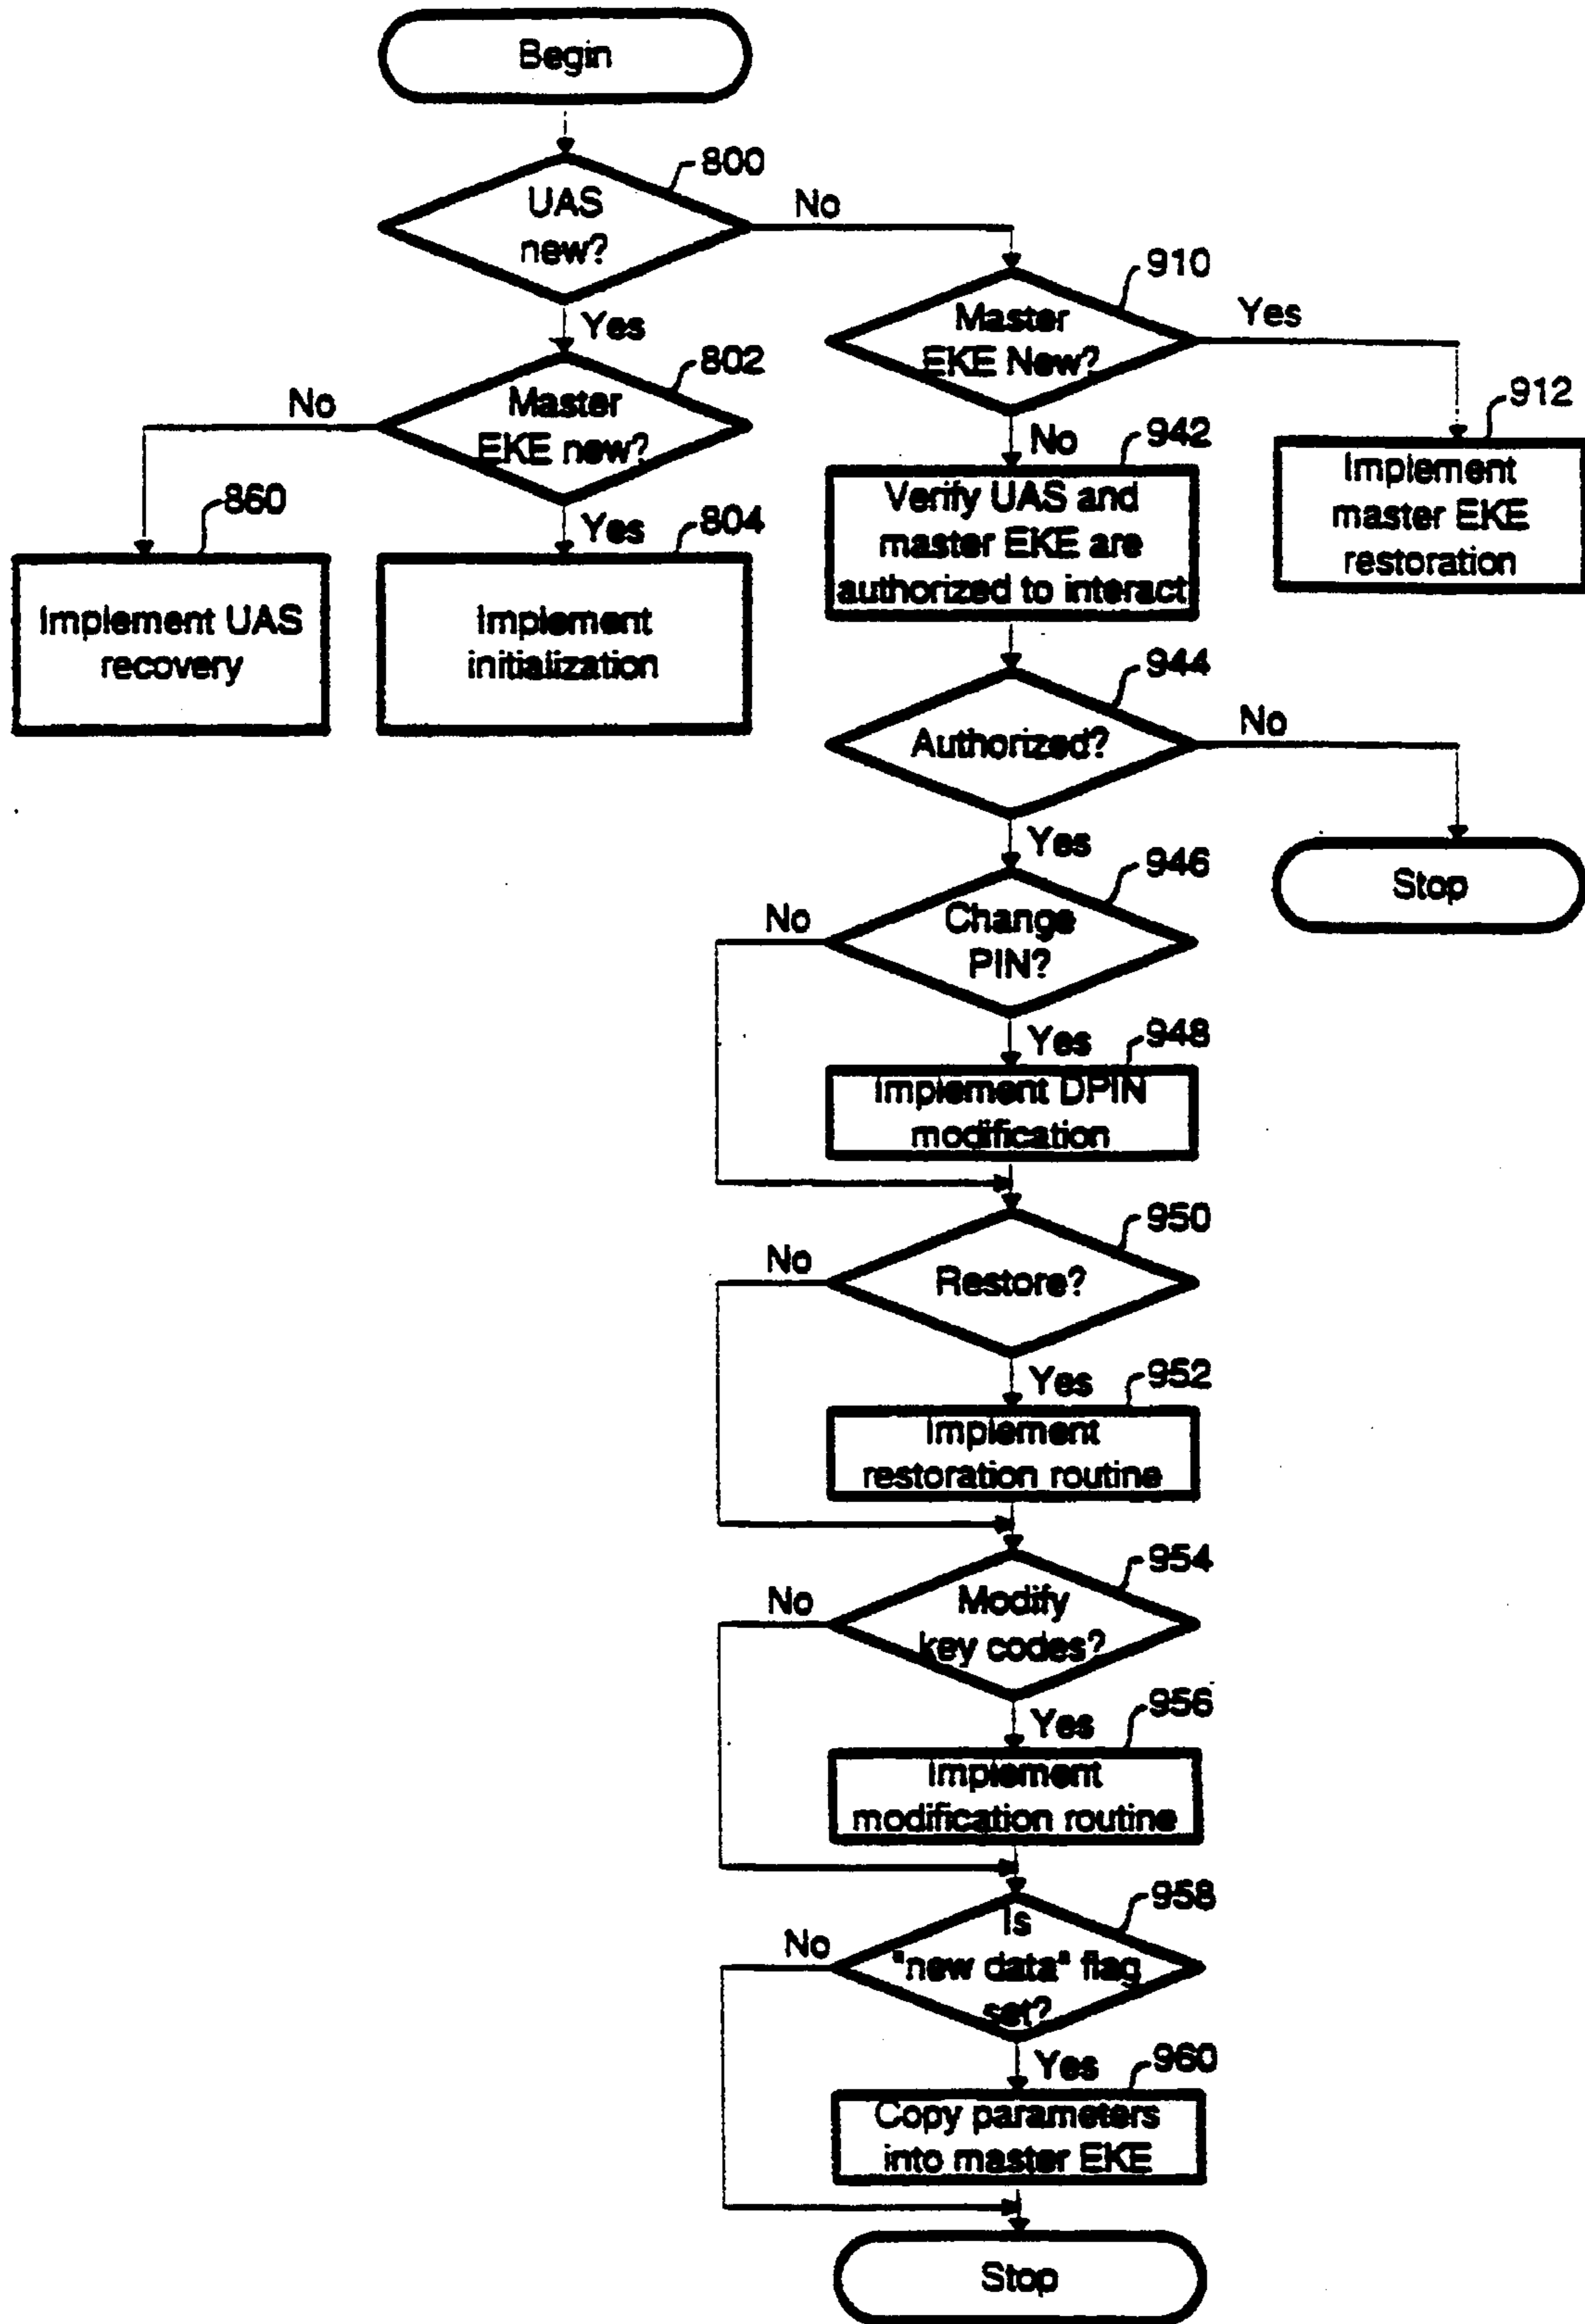 Begin
800
UAS
new?
No
Yes
910
Master
EKE New?
Yes
No
802
Master
EKE new?
No
Yes
912
Implement
master EKE
restoration
942
Verify UAS and
master EKE are
authorized to interact
860
Implement UAS
recovery
804
Implement
initialization
944
Authorized?
No
Yes
Stop
946
Change
PIN?
No
Yes
948
Implement DPIN
modification
950
Restore?
No
Yes
952
Implement
restoration routine
954
Modify
key codes?
No
Yes
956
Implement
modification routine
958
Is
"new data" flag
set?
No
Yes
960
Copy parameters
into master EKE
Stop